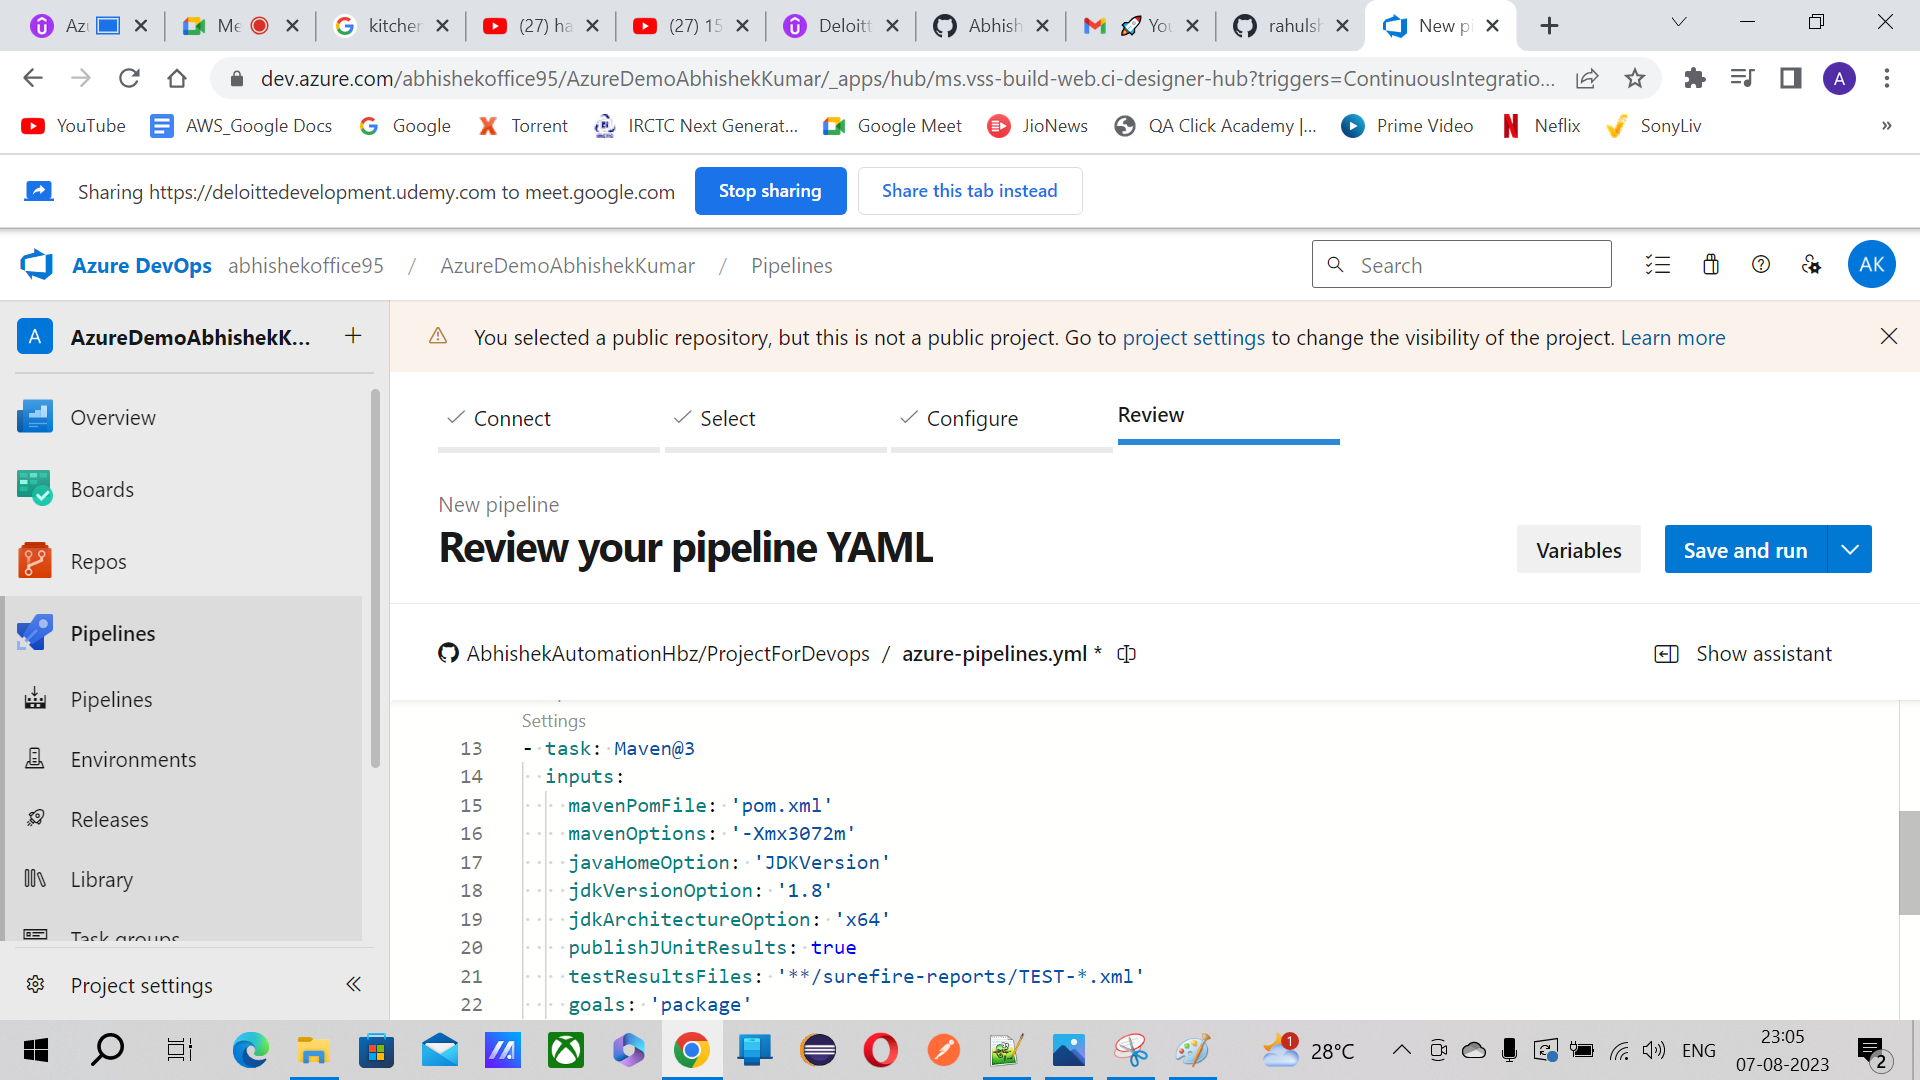 Az
Me
kitchen
(27) ha
(27) 15
Deloitt
Abhish
You
rahulsh
New pi
dev.azure.com/abhishekoffice95/AzureDemoAbhishekKumar/_apps/hub/ms.vss-build-web.ci-designer-hub?triggers=ContinuousIntegratio...
A
YouTube
AWS_Google Docs
Google
Torrent
IRCTC Next Generat...
Google Meet
JioNews
QA Click Academy |...
Prime Video
Neflix
SonyLiv
»
Sharing https://deloittedevelopment.udemy.com to meet.google.com
Stop sharing
Share this tab instead
Azure DevOps
abhishekoffice95 / AzureDemoAbhishekKumar / Pipelines
Search
AK
A
AzureDemoAbhishekK...
You selected a public repository, but this is not a public project. Go to project settings to change the visibility of the project. Learn more
Connect
Select
Configure
Review
Overview
Boards
Repos
Pipelines
Pipelines
Environments
Releases
Library
Task groups
Project settings
New pipeline
Review your pipeline YAML
Variables
Save and run
AbhishekAutomationHbz/ProjectForDevops / azure-pipelines.yml *
Show assistant
Settings
13 - task: Maven@3
14 inputs:
15 mavenPomFile: 'pom.xml'
16 mavenOptions: '-Xmx3072m'
17 javaHomeOption: 'JDKVersion'
18 jdkVersionOption: '1.8'
19 jdkArchitectureOption: 'x64'
20 publishJUnitResults: true
21 testResultsFiles: '**/surefire-reports/TEST-*.xml'
22 goals: 'package'
1
28°C
ENG
23:05
07-08-2023
2